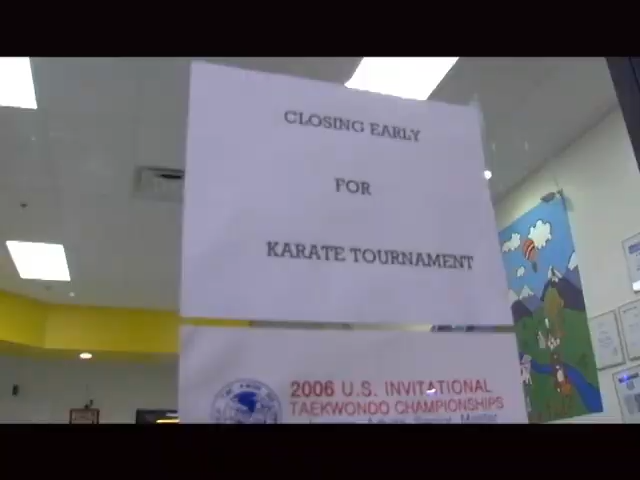 CLOSING EARLY
FOR
KARATE TOURNAMENT
2006 U.S. INVITATIONAL
TAEKWONDO CHAMPIONSHIPS